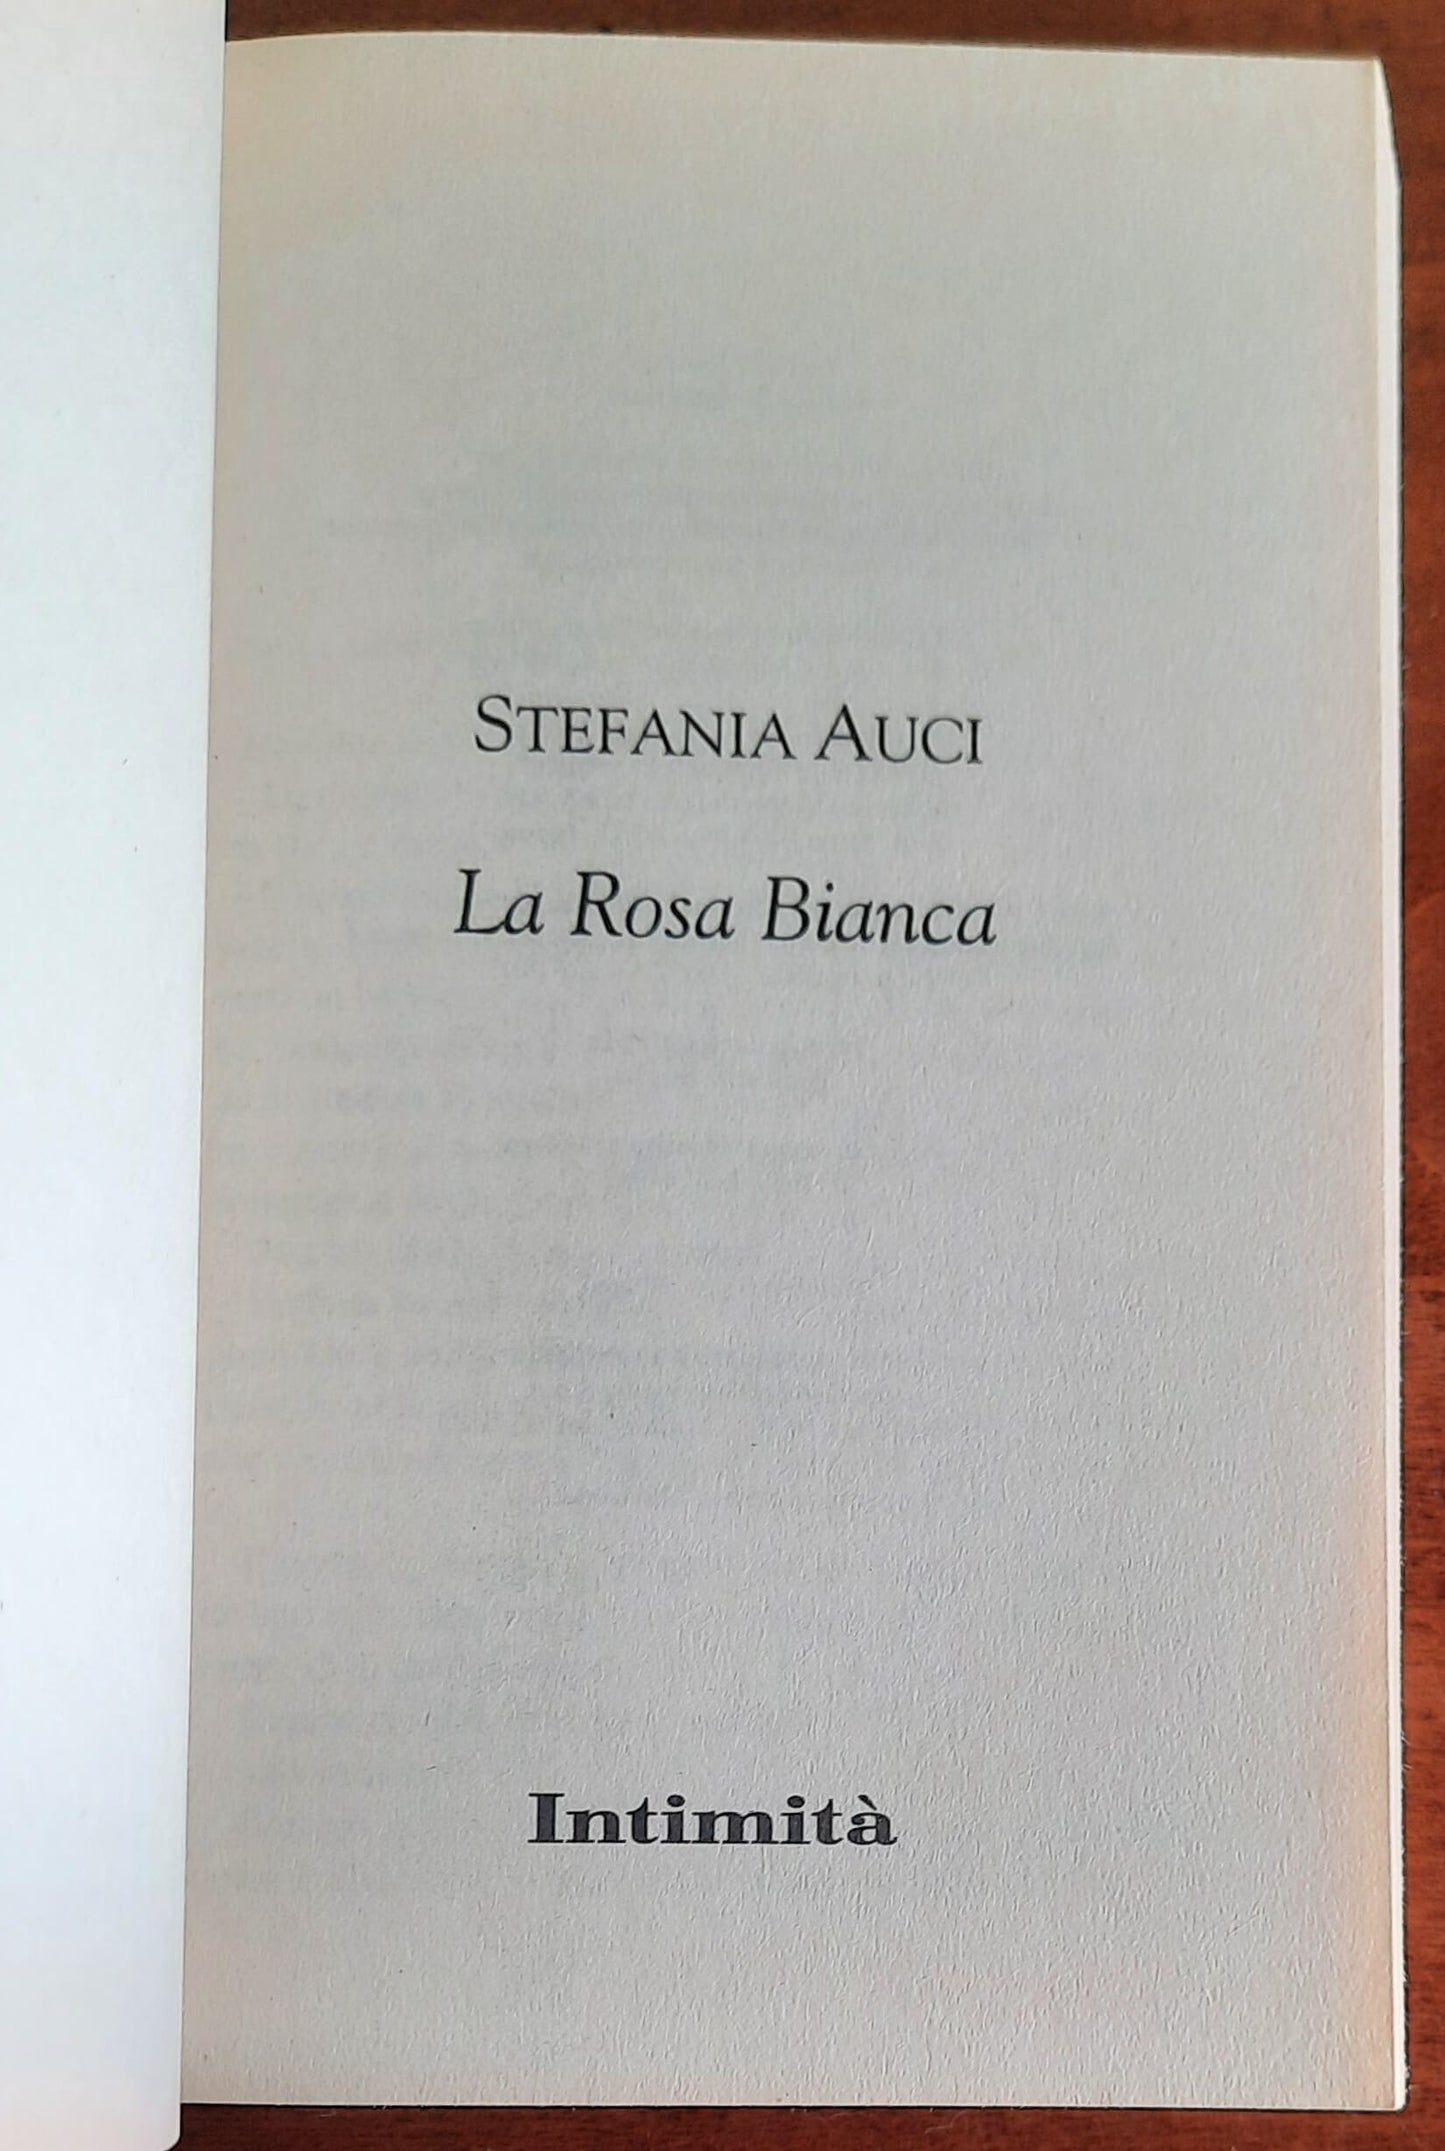 STEFANIA AUCI
La Rosa Bianca
Intimità